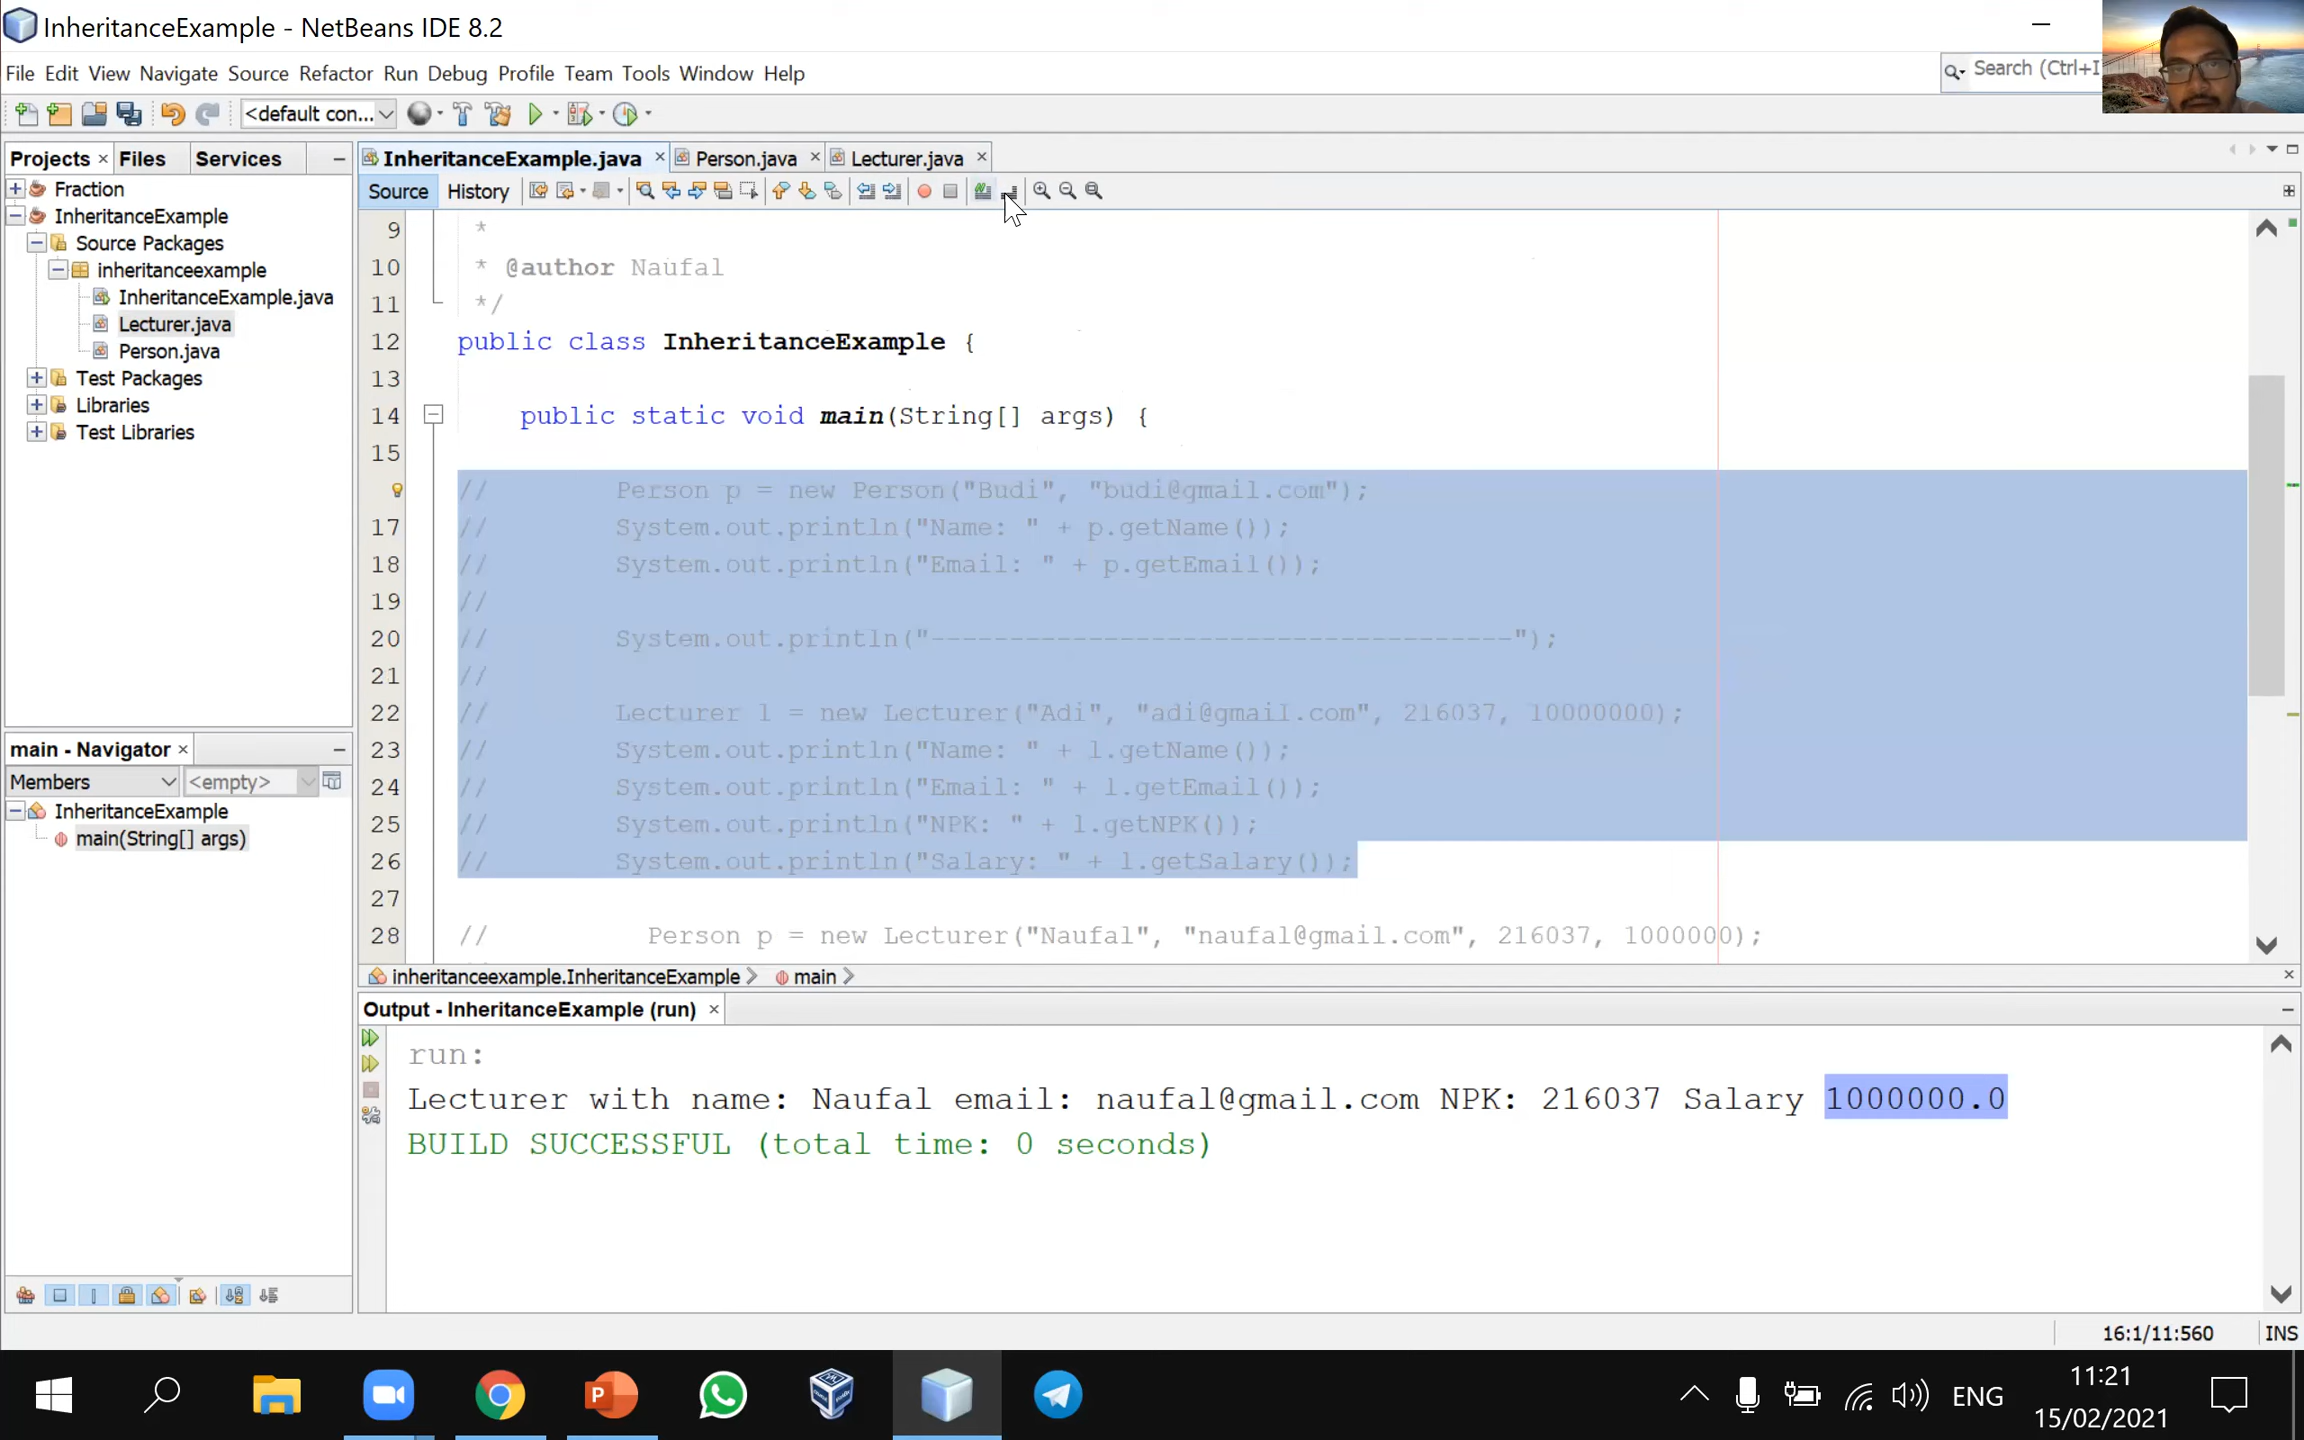 InheritanceExample - NetBeans IDE 8.2
File Edit View Navigate Source Refactor Run Debug Profile Team Tools Window Help
Search (Ctrl+I
<default con...
Projects Files Services
InheritanceExample.java Person.java Lecturer.java
Source History
Fraction
InheritanceExample
Source Packages
inheritanceexample
InheritanceExample.java
Lecturer.java
Person.java
Test Packages
Libraries
Test Libraries
main - Navigator
Members <empty>
InheritanceExample
main(String[] args)
9 *
10 * @author Naufal
11 */
12 public class InheritanceExample {
13
14 public static void main(String[] args) {
15
// Person p = new Person("Budi", "budi@gmail.com");
17 // System.out.println("Name: " + p.getName());
18 // System.out.println("Email: " + p.getEmail());
19 //
20 // System.out.println("-------------------------------------");
21 //
22 // Lecturer l = new Lecturer("Adi", "adi@gmail.com", 216037, 10000000);
23 // System.out.println("Name: " + l.getName());
24 // System.out.println("Email: " + l.getEmail());
25 // System.out.println("NPK: " + l.getNPK());
26 // System.out.println("Salary: " + l.getSalary());
27
28 // Person p = new Lecturer("Naufal", "naufal@gmail.com", 216037, 1000000);
inheritanceexample.InheritanceExample main
Output - InheritanceExample (run)
run:
Lecturer with name: Naufal email: naufal@gmail.com NPK: 216037 Salary 1000000.0
BUILD SUCCESSFUL (total time: 0 seconds)
16:1/11:560 INS
ENG
11:21
15/02/2021